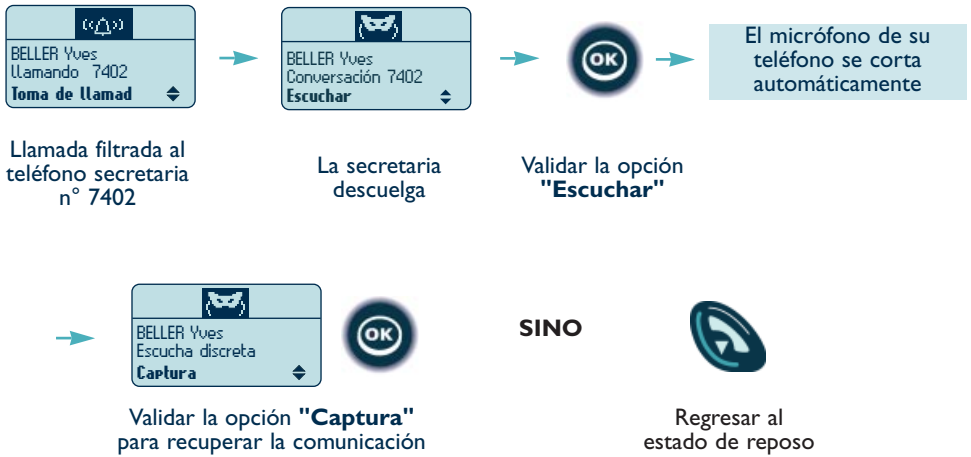 BELLER Yves
llamando 7402
Toma de llamad
Llamada filtrada al
teléfono secretaria
n° 7402
BELLER Yves
Conversación 7402
Escuchar
La secretaria
descuelga
OK
Validar la opción
"Escuchar"
El micrófono de su
teléfono se corta
automáticamente
BELLER Yves
Escucha discreta
Captura
OK
Validar la opción "Captura"
para recuperar la comunicación
SINO
Regresar al
estado de reposo